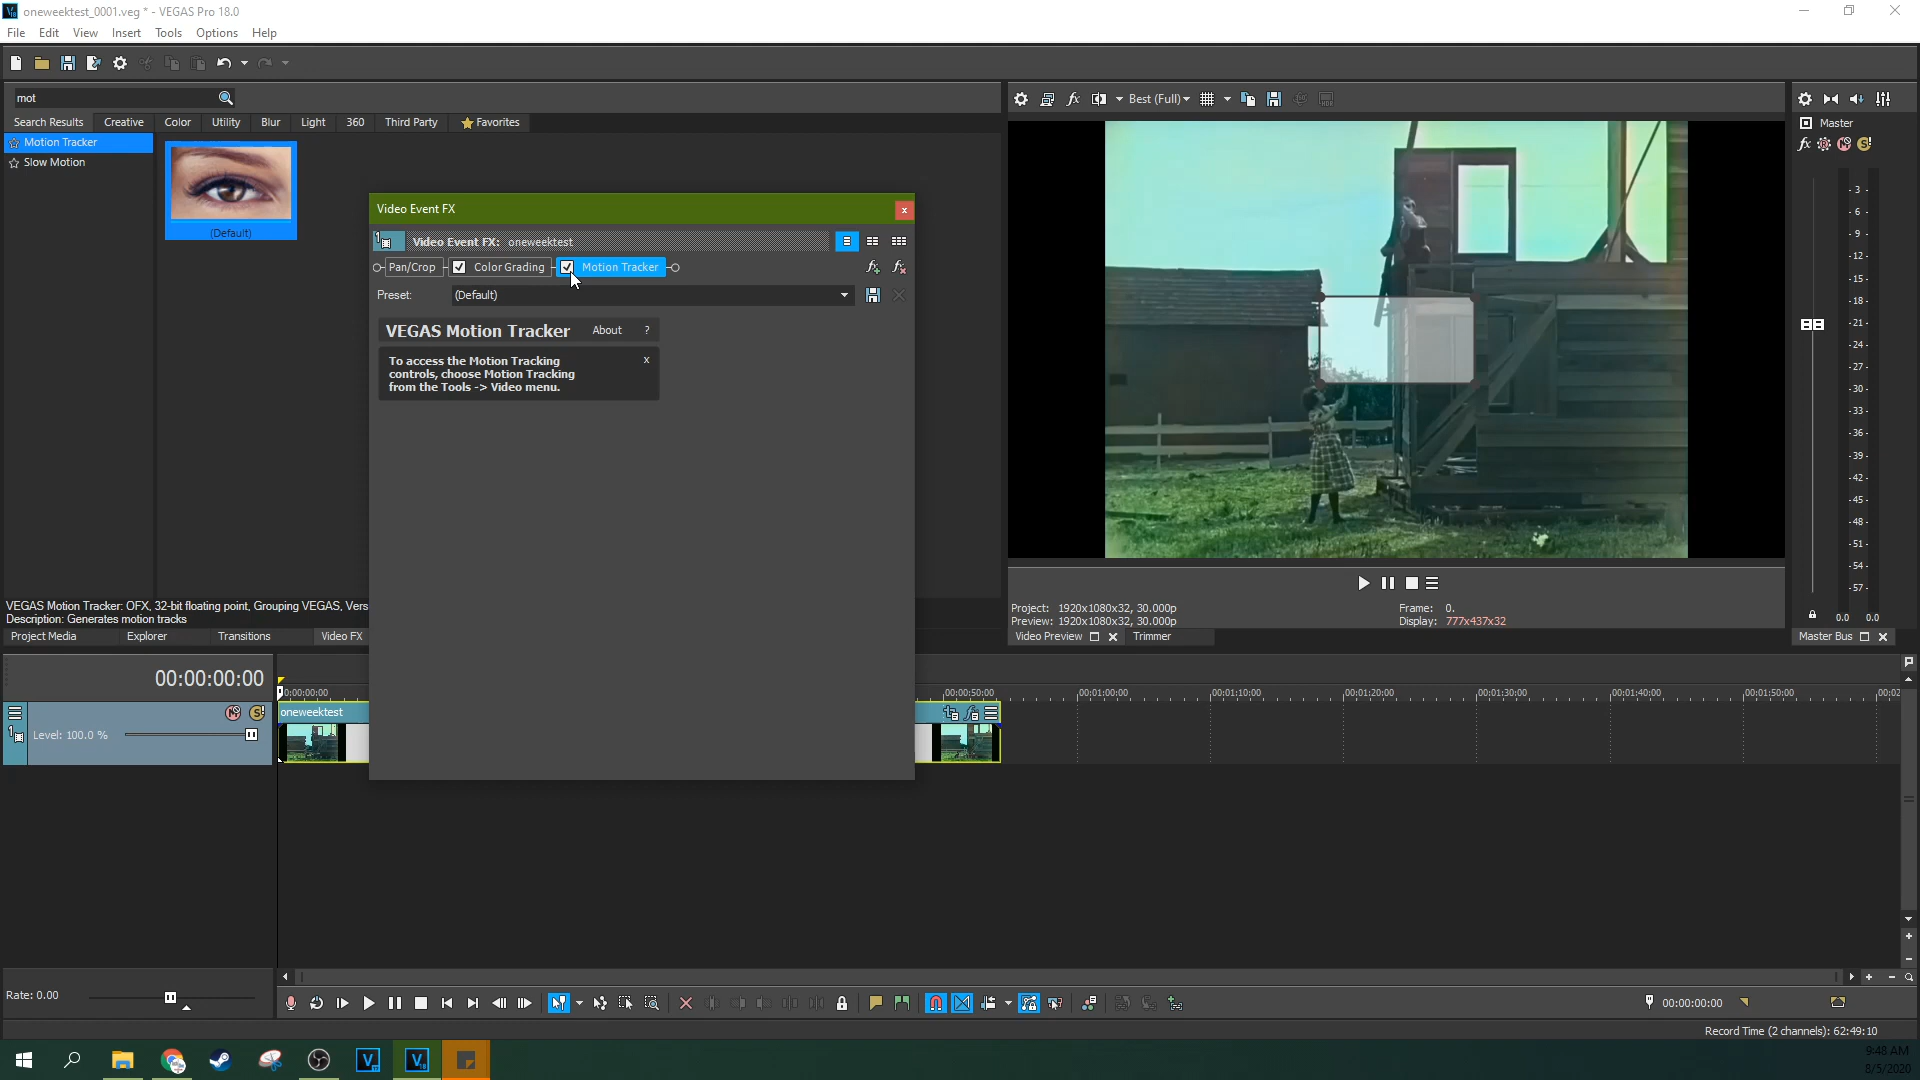 oneweektest_0001.veg * - VEGAS Pro 18.0
File Edit View Insert Tools Options Help
mot
Best (Full)
Search Results Creative Color Utility Blur Light 360 Third Party Favorites
Master
Motion Tracker
Slow Motion
(Default)
Video Event FX
Video Event FX: oneweektest
Pan/Crop Color Grading Motion Tracker
Preset: (Default)
VEGAS Motion Tracker About ?
To access the Motion Tracking
controls, choose Motion Tracking
from the Tools -> Video menu.
x
-3-
-6-
-9-
-12-
-15-
-18-
-21-
-24-
-27-
-30-
-33-
-36-
-39-
-42-
-45-
-48-
-51-
-54-
-57-
0.0 0.0
VEGAS Motion Tracker: OFX, 32-bit floating point, Grouping VEGAS, Vers
Description: Generates motion tracks
Project: 1920x1080x32, 30.000p
Preview: 1920x1080x32, 30.000p
Frame: 0.
Display: 777x437x32
Project Media Explorer Transitions Video FX
Video Preview Trimmer
Master Bus
00:00:00:00
0:00:00:00 00:00:50:00 00:01:00:00 00:01:10:00 00:01:20:00 00:01:30:00 00:01:40:00 00:01:50:00 00:02
oneweektest
1
Level: 100.0 %
Rate: 0.00
00:00:00:00
Record Time (2 channels): 62:49:10
9:48 AM
8/5/2020